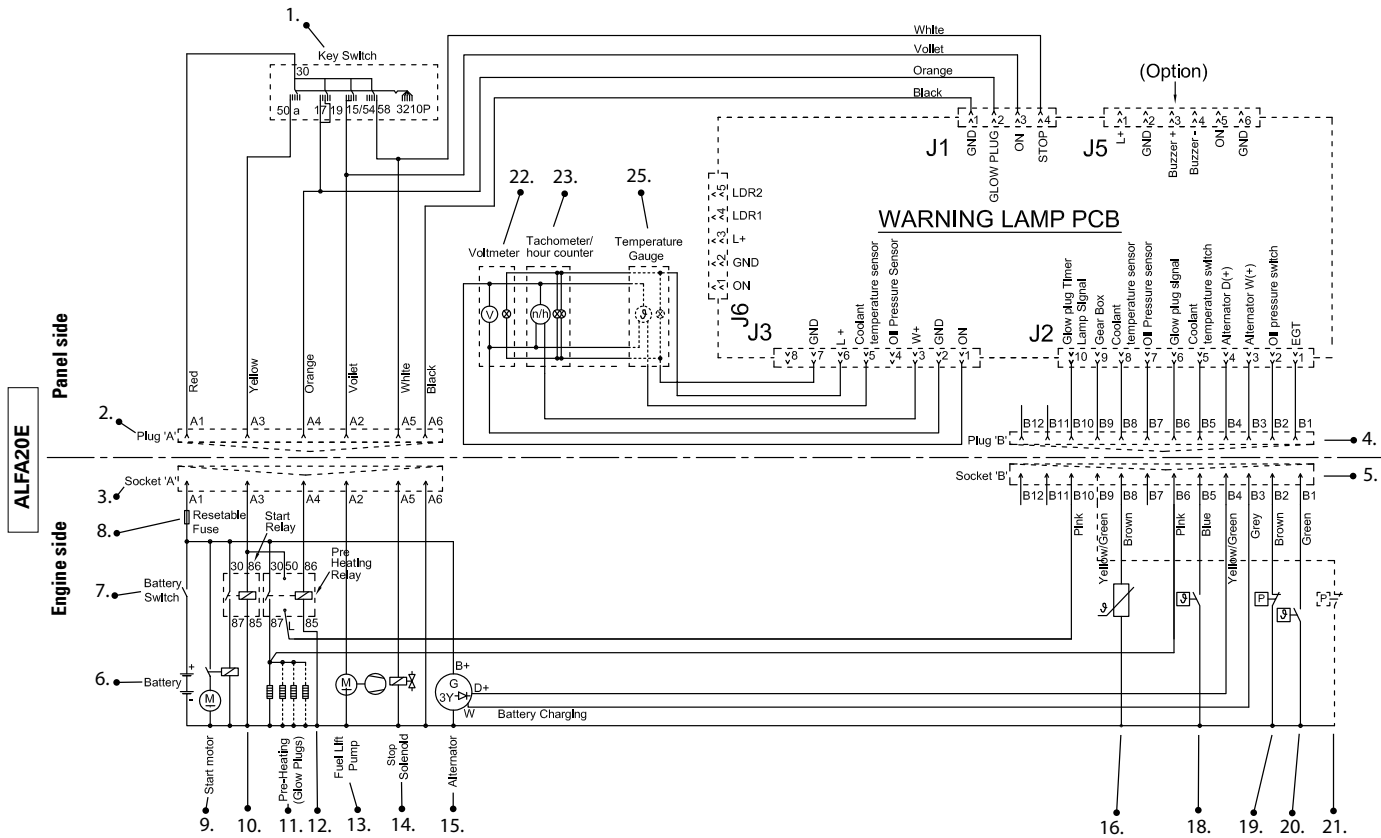 1.
Key Switch
30
50 a
17
19
15/54
58
3210P
White
Voilet
Orange
Black
(Option)
J1
1
2
3
4
GND
GLOW PLUG
ON
STOP
J5
1
2
3
4
5
6
L+
GND
Buzzer +
Buzzer -
ON
GND
22.
23.
25.
Voltmeter
Tachometer/
hour counter
Temperature
Gauge
V
n/h
ϑ
5 LDR2
4 LDR1
3 L+
2 GND
1 ON
J6
WARNING LAMP PCB
J3
GND
L +
Coolant
temperature sensor
Oil Pressure Sensor
W+
GND
ON
8
7
6
5
4
3
2
1
J2
Glow plug Timer
Lamp Signal
Gear Box
Coolant
temperature sensor
Oil Pressure sensor
Glow plug signal
Coolant
temperature switch
Alternator D(+)
Alternator W(+)
Oil pressure switch
EGT
10
9
8
7
6
5
4
3
2
1
ALFA20E
Panel side
Engine side
Red
Yellow
Orange
Voilet
White
Black
2.
Plug 'A'
A1
A3
A4
A2
A5
A6
Plug 'B'
B12
B11
B10
B9
B8
B7
B6
B5
B4
B3
B2
B1
4.
3.
Socket 'A'
A1
A3
A4
A2
A5
A6
Socket 'B'
B12
B11
B10
B9
B8
B7
B6
B5
B4
B3
B2
B1
5.
Pink
Yellow/Green
Brown
Pink
Blue
Yellow/Green
Grey
Brown
Green
8.
Resetable
Fuse
Start
Relay
30
86
87
85
30
50
86
87
L
85
Pre
Heating
Relay
7.
Battery
Switch
6.
Battery
+
-
M
M
B+
G
3Y
D+
W
Battery Charging
ϑ
ϑ
P
ϑ
P
Start motor
Pre-Heating
(Glow Plugs)
Fuel Lift
Pump
Stop
Solenoid
Alternator
9.
10.
11.
12.
13.
14.
15.
16.
18.
19.
20.
21.